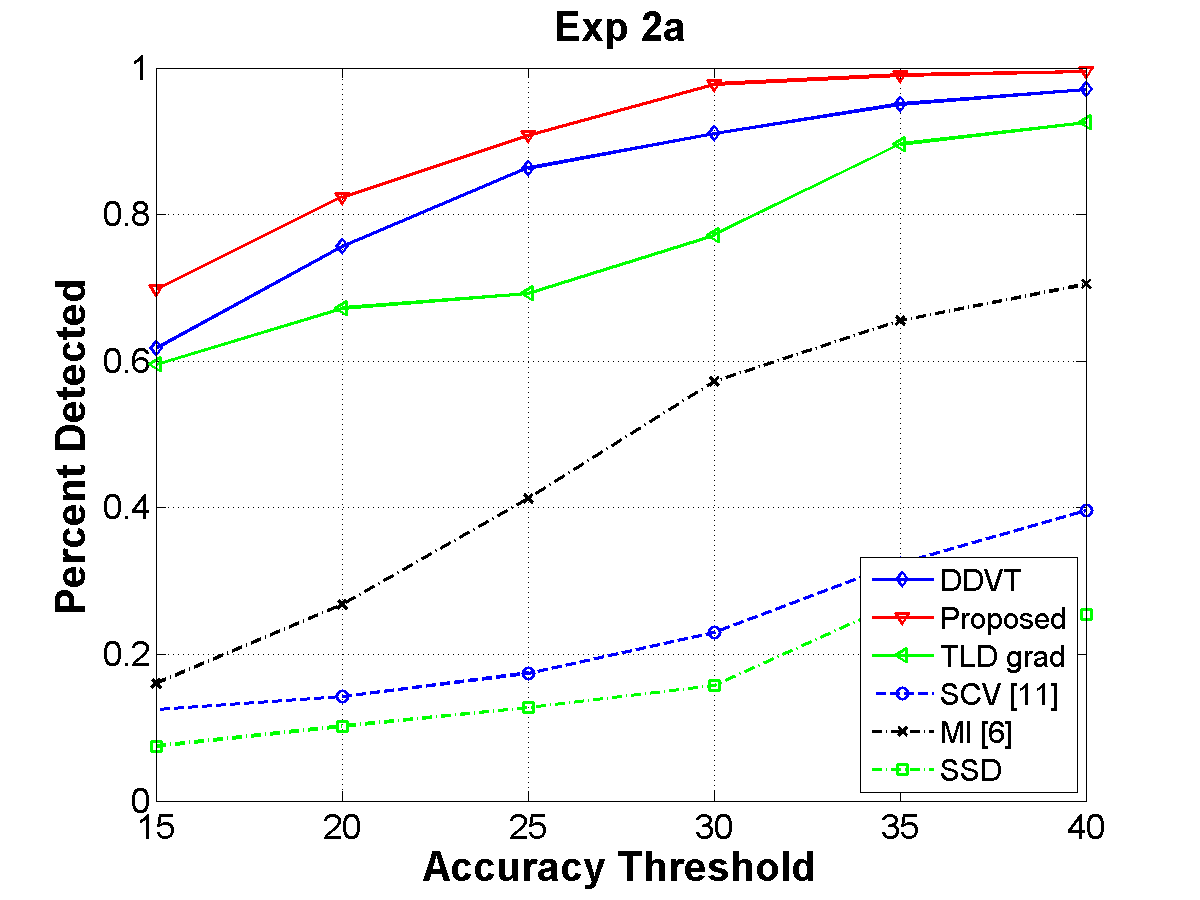 Exp 2a
1
0.8
0.6
0.4
0.2
0
15 20 25 30 35 40
Percent Detected
Accuracy Threshold
DDVT
Proposed
TLD grad
SCV [11]
MI [6]
SSD